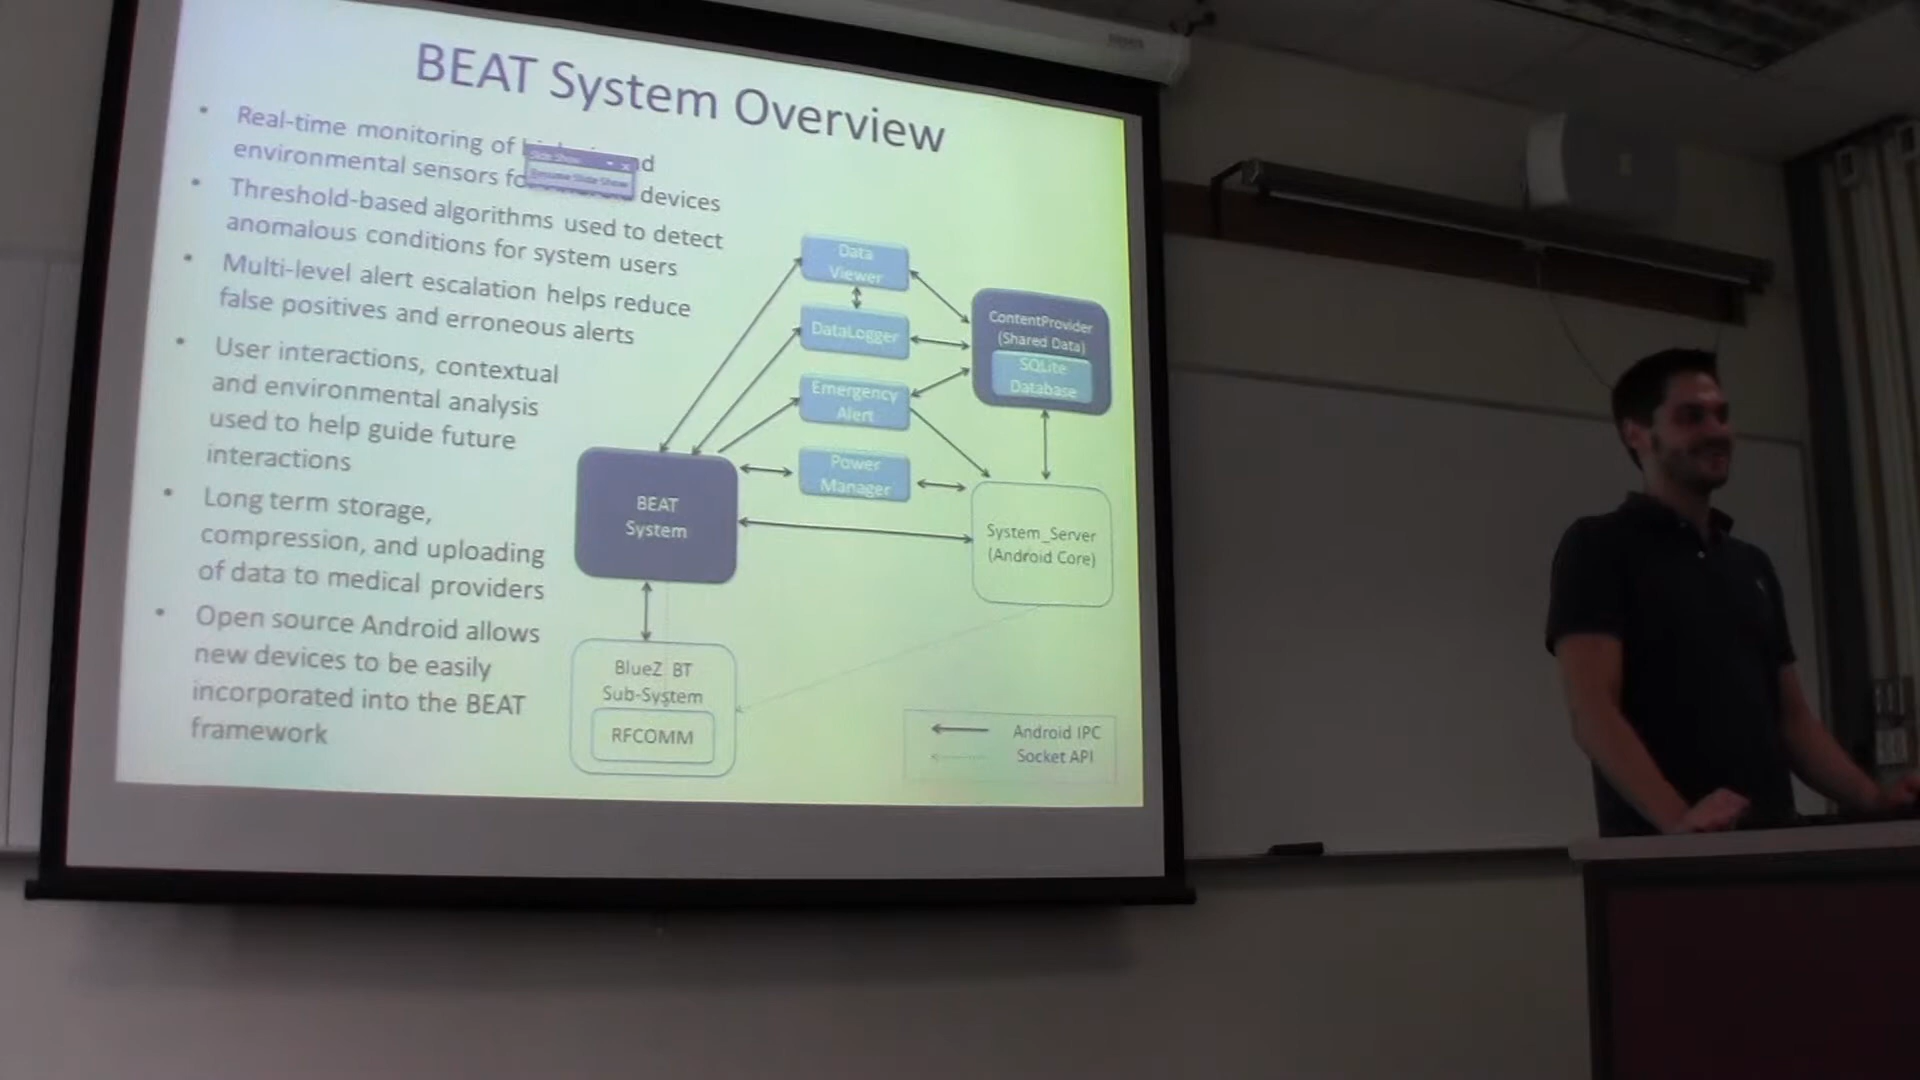 BEAT System Overview
Real-time monitoring of
environmental sensors devices
Slide Show
Resume Slide Show
Threshold-based algorithms used to detect
anomalous conditions for system users
Multi-level alert escalation helps reduce
false positives and erroneous alerts
User interactions, contextual
and environmental analysis
used to help guide future
interactions
Long term storage,
compression, and uploading
of data to medical providers
Open source Android allows
new devices to be easily
incorporated into the BEAT
framework
Data
Viewer
DataLogger
Emergency
Alert
Power
Manager
ContentProvider
(Shared Data)
SQLite
Database
BEAT
System
System_Server
(Android Core)
BlueZ BT
Sub-System
RFCOMM
Android IPC
Socket API